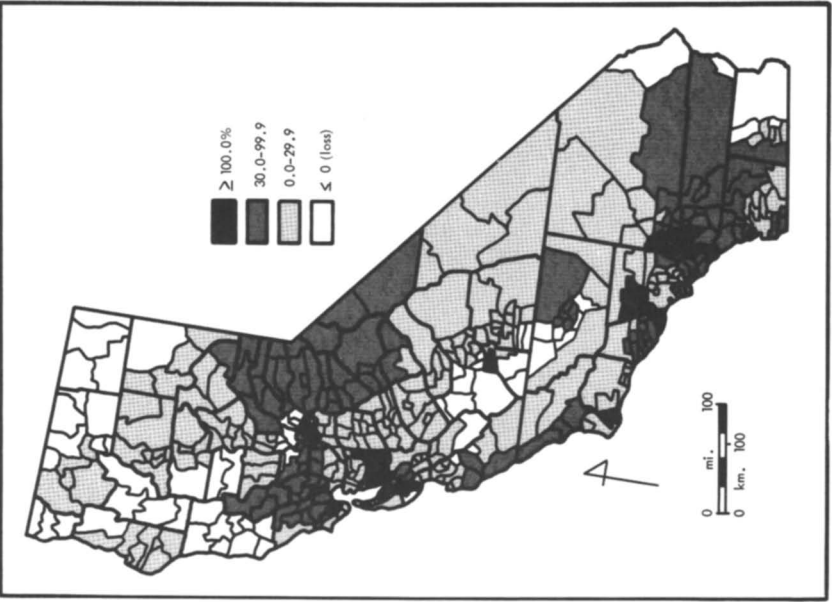 ≥ 100.0%
30.0–99.9
0.0–29.9
≤ 0 (loss)
0 mi. 100
0 km. 100